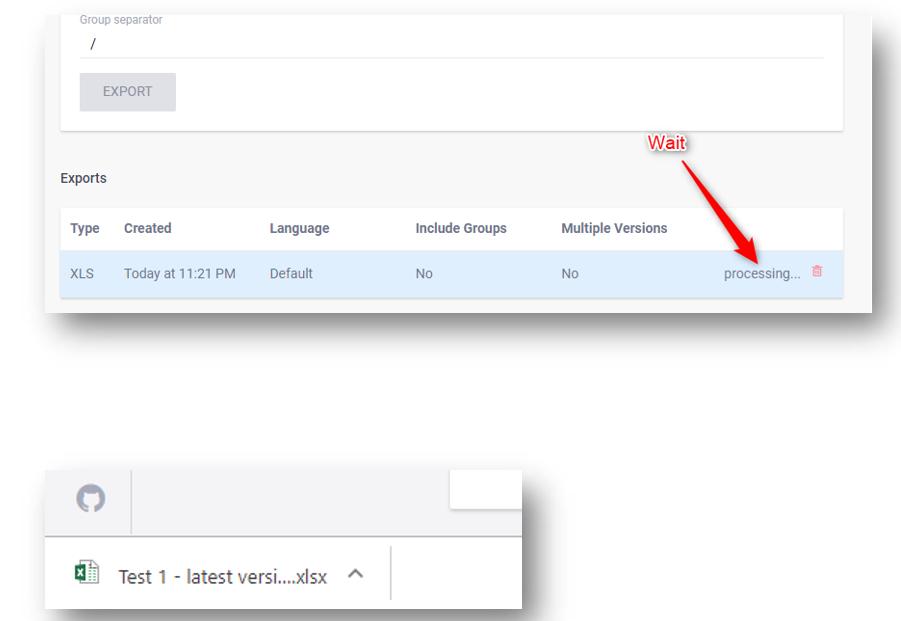 Group separator
/
EXPORT
Wait
Exports
Type Created Language Include Groups Multiple Versions
XLS Today at 11:21 PM Default No No processing...
Test 1 - latest versi....xlsx